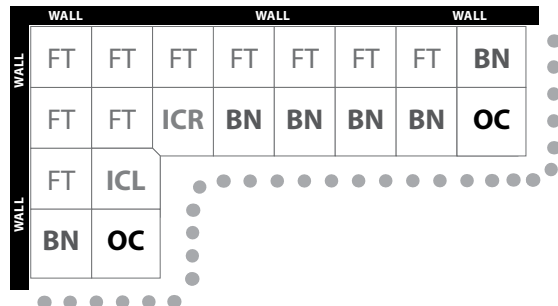 WALL WALL WALL
WALL
FT FT FT FT FT FT FT BN
FT FT ICR BN BN BN BN OC
FT ICL
WALL
BN OC